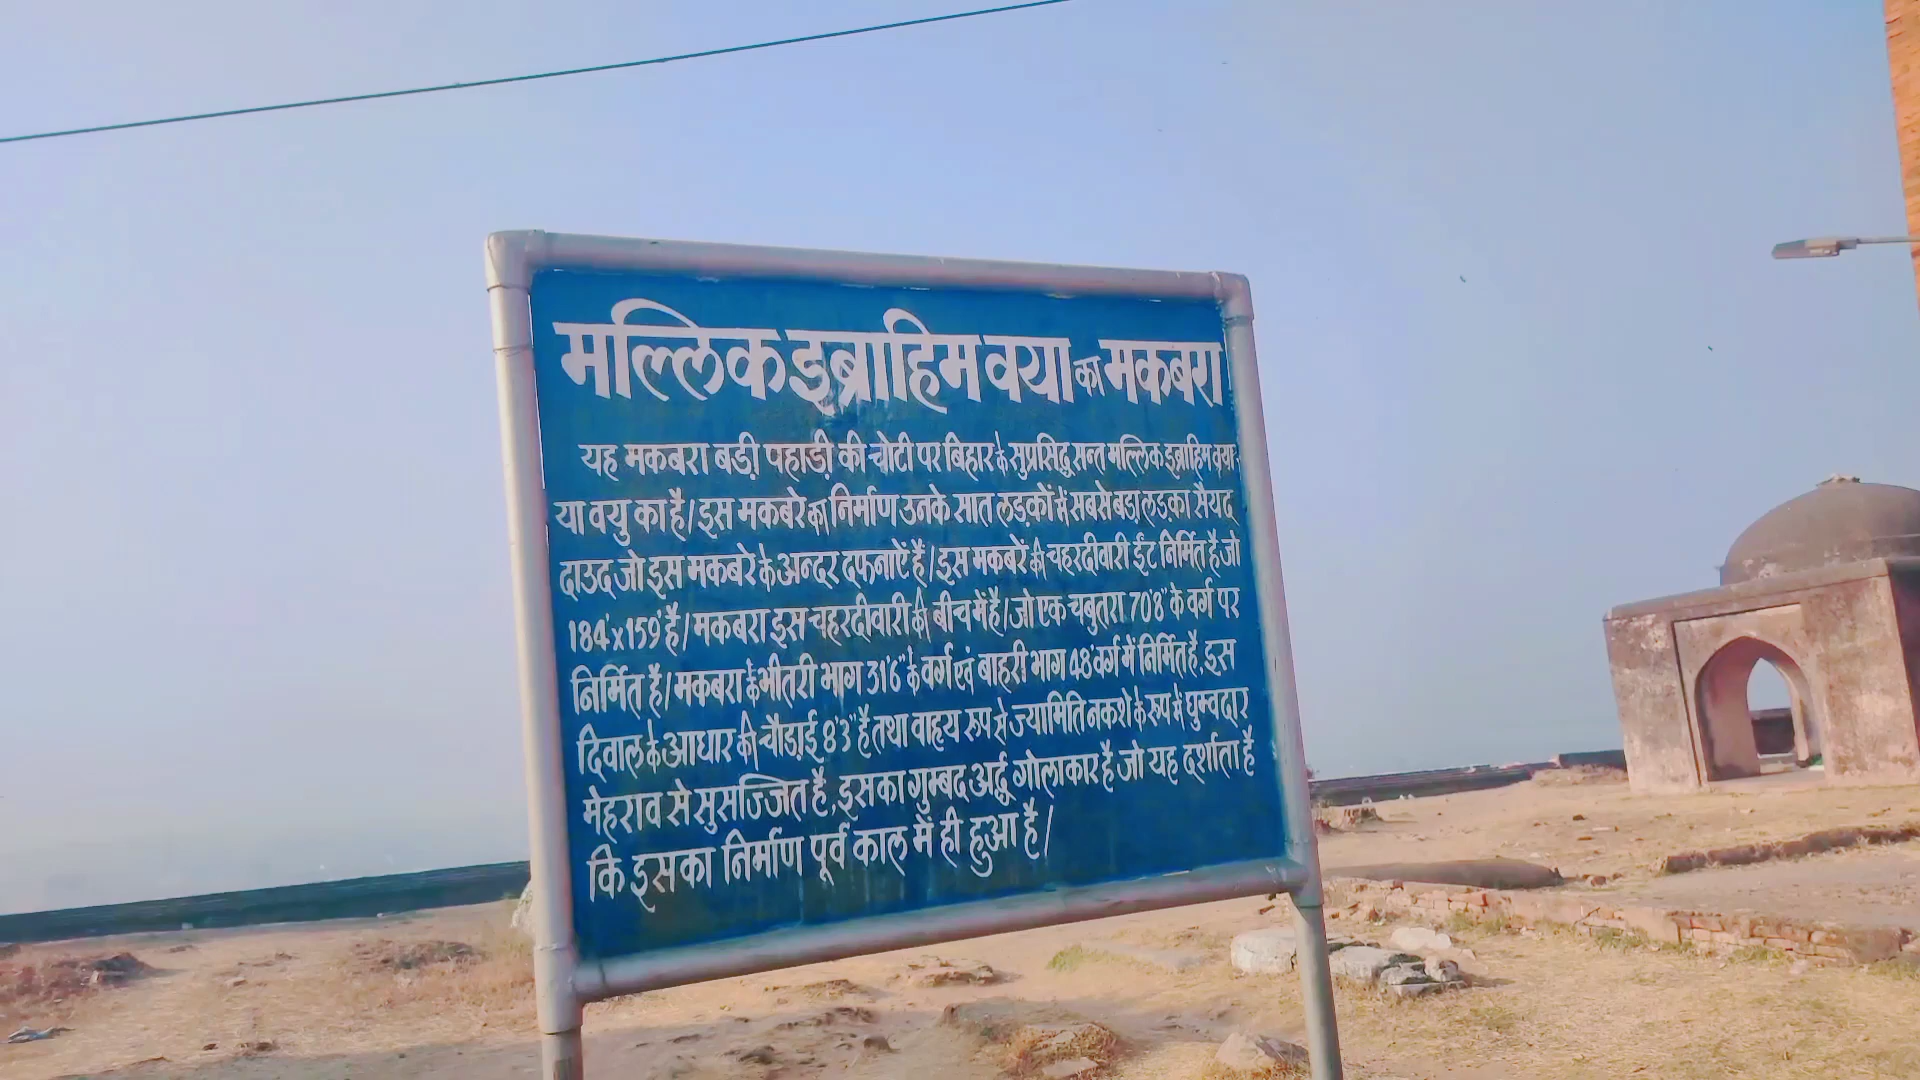 मल्लिक इब्राहिम वया का मकबरा
यह मकबरा बड़ी पहाड़ी की चोटी पर बिहार के सुप्रसिद्ध सन्त मल्लिक इब्राहिम वया
या वयु का है/ इस मकबरे का निर्माण उनके सात लड़कों में सबसे बड़ा लड़का सैयद
दाउद जो इस मकबरे के अन्दर दफनाऐं हैं/ इस मकबरें की चहरदीवारी ईंट निर्मित है जो
184'x159' है/ मकबरा इस चहरदीवारी की बीच में है/ जो एक चबुतरा 70'8" के वर्ग पर
निर्मित है/ मकबरा के भीतरी भाग 31'6" के वर्ग एवं बाहरी भाग 48' वर्ग में निर्मित है, इस
दिवाल के आधार की चौड़ाई 8'3" है तथा वाहृय रूप से ज्यामिति नकशे के रूप में घुम्वदार
मेहराव से सुसज्जित है, इसका गुम्बद अर्द्ध गोलाकार है जो यह दर्शाता है
कि इसका निर्माण पूर्व काल में ही हुआ है/